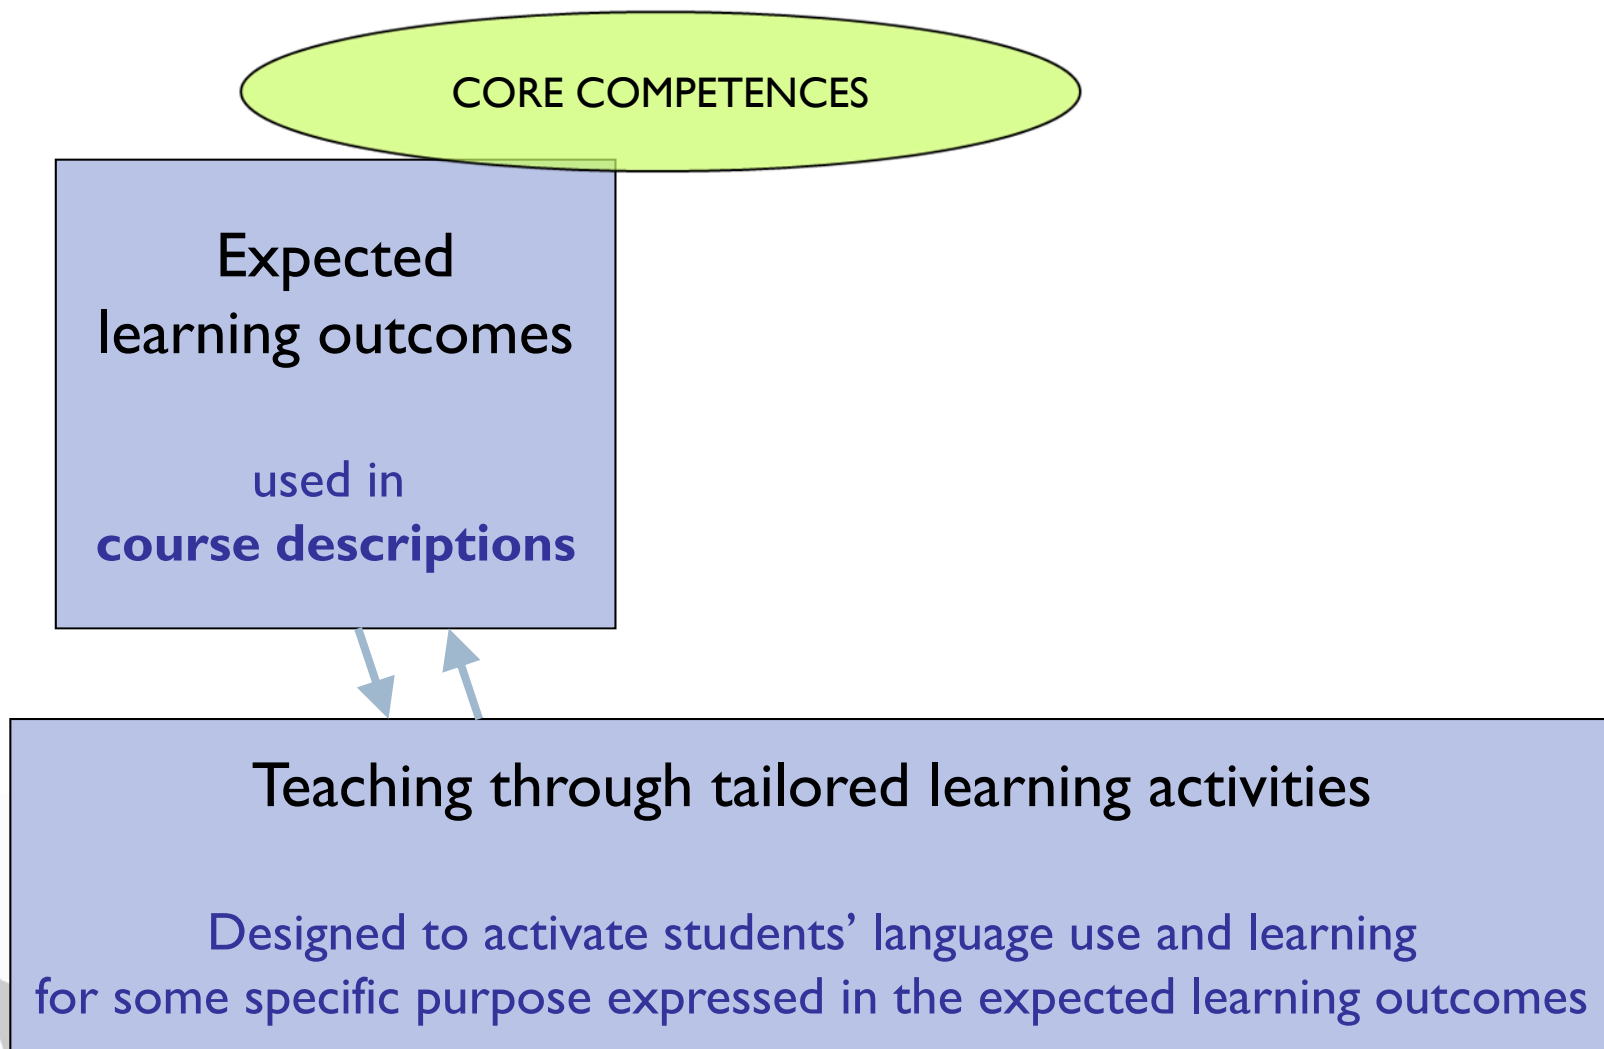 CORE COMPETENCES
Expected
learning outcomes
used in
course descriptions
Teaching through tailored learning activities
Designed to activate students’ language use and learning
for some specific purpose expressed in the expected learning outcomes